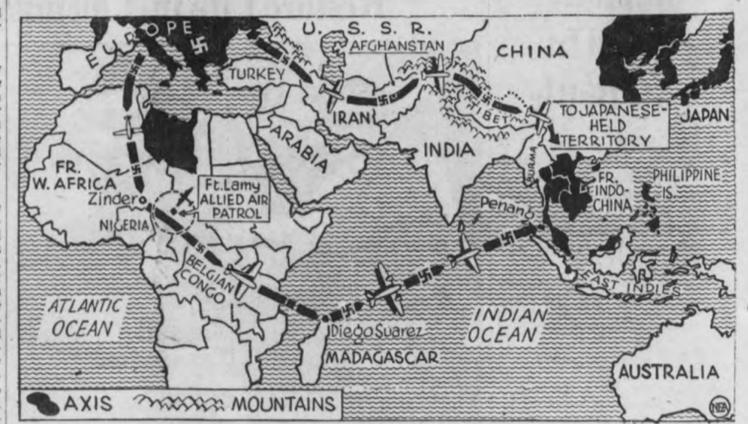 EUROPE
U. S. S. R.
AFGHANSTAN
CHINA
TURKEY
IRAN
TIBET
TO JAPANESE-
HELD
TERRITORY
JAPAN
ARABIA
INDIA
BURMA
FR.
W. AFRICA
Zinder
Ft. Lamy
ALLIED AIR
PATROL
NIGERIA
FR.
INDO-
CHINA
PHILIPPINE
IS.
Penang
BELGIAN
CONGO
EAST INDIES
ATLANTIC
OCEAN
INDIAN
OCEAN
Diego Suarez
MADAGASCAR
AUSTRALIA
AXIS
MOUNTAINS
NEA